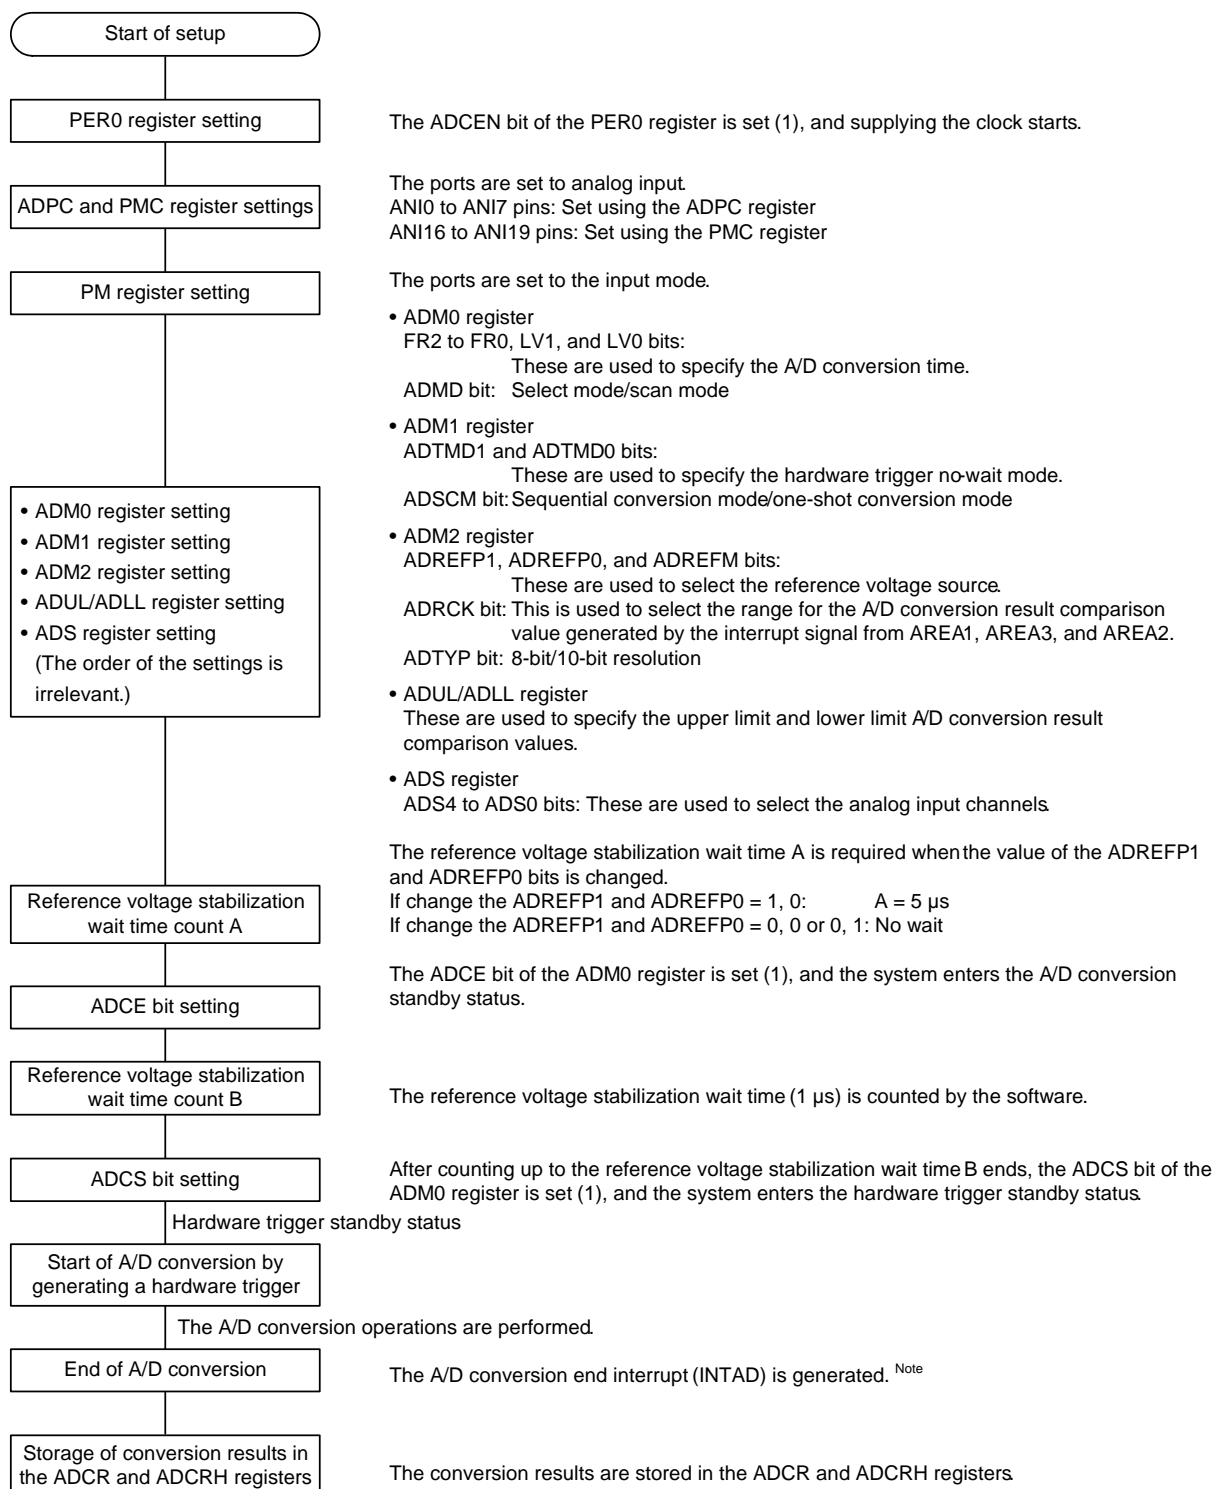 Start of setup
PER0 register setting
The ADCEN bit of the PER0 register is set (1), and supplying the clock starts.
ADPC and PMC register settings
The ports are set to analog input.
ANI0 to ANI7 pins: Set using the ADPC register
ANI16 to ANI19 pins: Set using the PMC register
PM register setting
The ports are set to the input mode.
• ADM0 register setting
• ADM1 register setting
• ADM2 register setting
• ADUL/ADLL register setting
• ADS register setting
(The order of the settings is
irrelevant.)
• ADM0 register
FR2 to FR0, LV1, and LV0 bits:
These are used to specify the A/D conversion time.
ADMD bit: Select mode/scan mode
• ADM1 register
ADTMD1 and ADTMD0 bits:
These are used to specify the hardware trigger no-wait mode.
ADSCM bit: Sequential conversion mode/one-shot conversion mode
• ADM2 register
ADREFP1, ADREFP0, and ADREFM bits:
These are used to select the reference voltage source.
ADRCK bit: This is used to select the range for the A/D conversion result comparison
value generated by the interrupt signal from AREA1, AREA3, and AREA2.
ADTYP bit: 8-bit/10-bit resolution
• ADUL/ADLL register
These are used to specify the upper limit and lower limit A/D conversion result
comparison values.
• ADS register
ADS4 to ADS0 bits: These are used to select the analog input channels.
Reference voltage stabilization
wait time count A
The reference voltage stabilization wait time A is required when the value of the ADREFP1
and ADREFP0 bits is changed.
If change the ADREFP1 and ADREFP0 = 1, 0: A = 5 μs
If change the ADREFP1 and ADREFP0 = 0, 0 or 0, 1: No wait
ADCE bit setting
The ADCE bit of the ADM0 register is set (1), and the system enters the A/D conversion
standby status.
Reference voltage stabilization
wait time count B
The reference voltage stabilization wait time (1 μs) is counted by the software.
ADCS bit setting
After counting up to the reference voltage stabilization wait time B ends, the ADCS bit of the
ADM0 register is set (1), and the system enters the hardware trigger standby status.
Hardware trigger standby status
Start of A/D conversion by
generating a hardware trigger
The A/D conversion operations are performed.
End of A/D conversion
The A/D conversion end interrupt (INTAD) is generated. Note
Storage of conversion results in
the ADCR and ADCRH registers
The conversion results are stored in the ADCR and ADCRH registers.